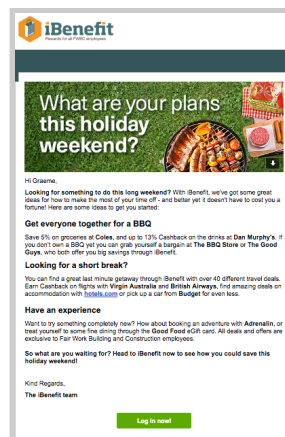 iBenefit
Rewards for all FWBC employees
What are your plans
this holiday
weekend?
Hi Graeme,
Looking for something to do this long weekend? With iBenefit, we've got some great
ideas for how to make the most of your time off - and better yet it doesn't have to cost you a
fortune! Here are some ideas to get you started:
Get everyone together for a BBQ
Save 5% on groceries at Coles, and up to 13% Cashback on the drinks at Dan Murphy's. If
you don't own a BBQ yet you can grab yourself a bargain at The BBQ Store or The Good
Guys, who both offer you big savings through iBenefit.
Looking for a short break?
You can find a great last minute getaway through iBenefit with over 40 different travel deals.
Earn Cashback on flights with Virgin Australia and British Airways, find amazing deals on
accommodation with hotels.com or pick up a car from Budget for even less.
Have an experience
Want to try something completely new? How about booking an adventure with Adrenalin, or
treat yourself to some fine dining through the Good Food eGift card. All deals and offers are
exclusive to Fair Work Building and Construction employees.
So what are you waiting for? Head to iBenefit now to see how you could save this
holiday weekend!
Kind Regards,
The iBenefit team
Log in now!